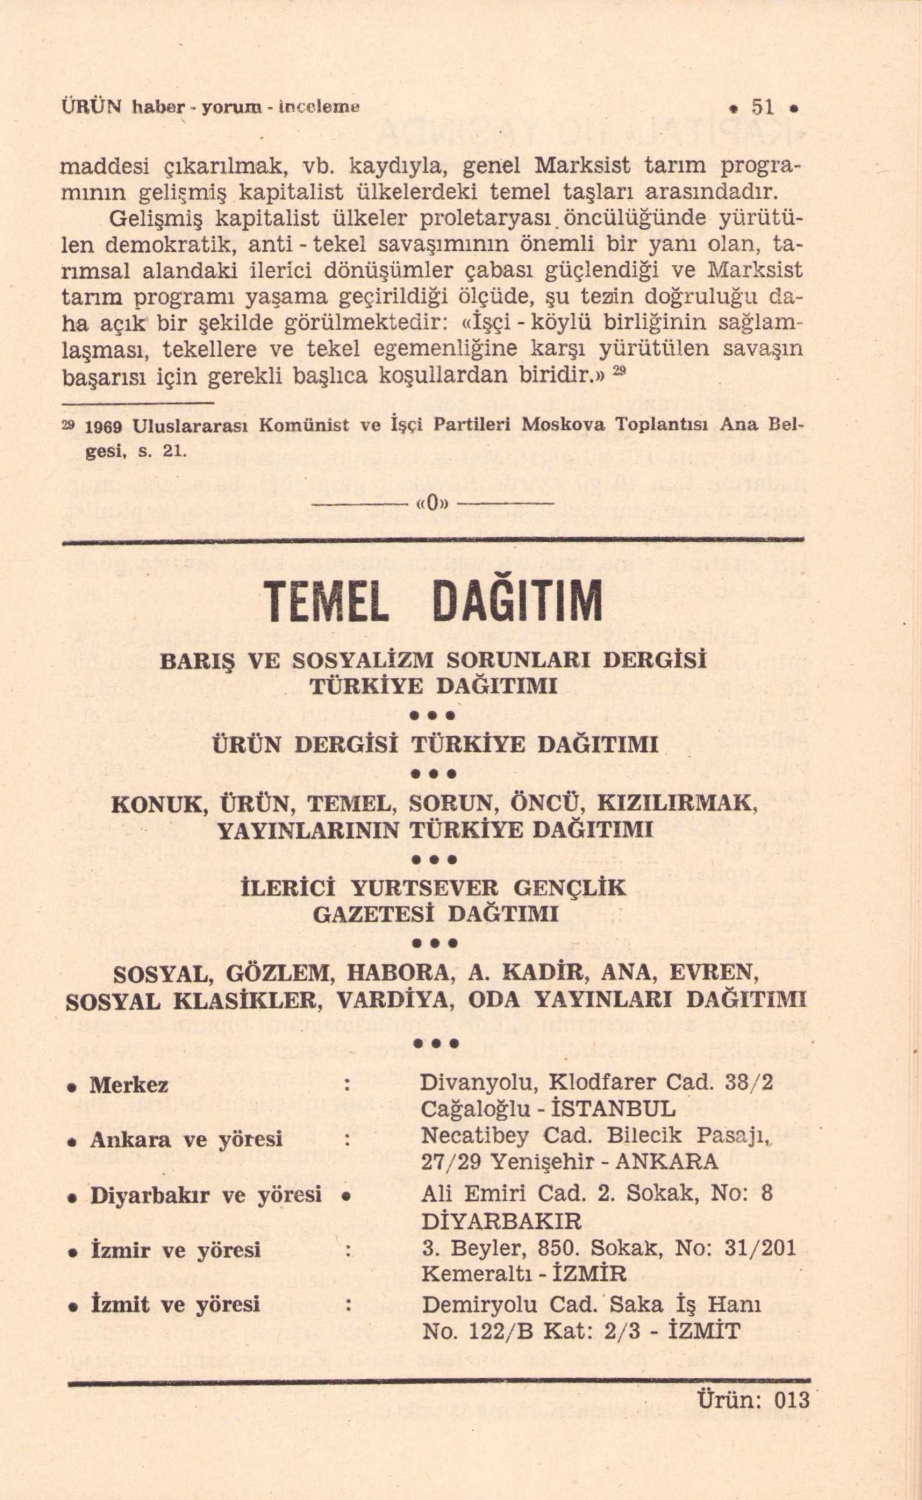 ÜRÜN haber - yorum - inceleme • 51 •
maddesi çıkarılmak, vb. kaydıyla, genel Marksist tarım progra-
mının gelişmiş kapitalist ülkelerdeki temel taşları arasındadır.
Gelişmiş kapitalist ülkeler proletaryası öncülüğünde yürütü-
len demokratik, anti - tekel savaşımının önemli bir yanı olan, ta-
rımsal alandaki ilerici dönüşümler çabası güçlendiği ve Marksist
tarım programı yaşama geçirildiği ölçüde, şu tezin doğruluğu da-
ha açık bir şekilde görülmektedir: «İşçi - köylü birliğinin sağlam-
laşması, tekellere ve tekel egemenliğine karşı yürütülen savaşın
başarısı için gerekli başlıca koşullardan biridir.» 29
29 1969 Uluslararası Komünist ve İşçi Partileri Moskova Toplantısı Ana Bel-
gesi, s. 21.
«0»
TEMEL DAĞITIM
BARIŞ VE SOSYALİZM SORUNLARI DERGİSİ
TÜRKİYE DAĞITIMI
•••
ÜRÜN DERGİSİ TÜRKİYE DAĞITIMI
•••
KONUK, ÜRÜN, TEMEL, SORUN, ÖNCÜ, KIZILIRMAK,
YAYINLARININ TÜRKİYE DAĞITIMI
•••
İLERİCİ YURTSEVER GENÇLİK
GAZETESİ DAĞTIMI
•••
SOSYAL, GÖZLEM, HABORA, A. KADİR, ANA, EVREN,
SOSYAL KLASİKLER, VARDİYA, ODA YAYINLARI DAĞITIMI
•••
• Merkez : Divanyolu, Klodfarer Cad. 38/2
Cağaloğlu - İSTANBUL
• Ankara ve yöresi : Necatibey Cad. Bilecik Pasajı,
27/29 Yenişehir - ANKARA
• Diyarbakır ve yöresi • Ali Emiri Cad. 2. Sokak, No: 8
DİYARBAKIR
• İzmir ve yöresi : 3. Beyler, 850. Sokak, No: 31/201
Kemeraltı - İZMİR
• İzmit ve yöresi : Demiryolu Cad. Saka İş Hanı
No. 122/B Kat: 2/3 - İZMİT
Ürün: 013